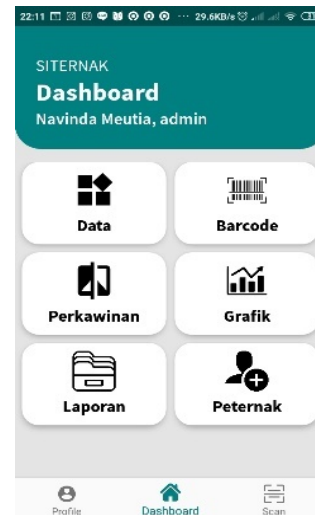 22:11 ... 29.6KB/s
SITERNAK
Dashboard
Navinda Meutia, admin
Data Barcode
Perkawinan Grafik
Laporan Peternak
Profile Dashboard Scan